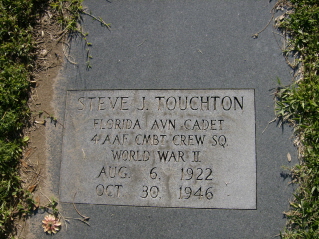 STEVE J. TOUCHTON
FLORIDA AVN CADET
4 AAF CMBT CREW SQ
WORLD WAR II
AUG. 6, 1922
OCT 30, 1946